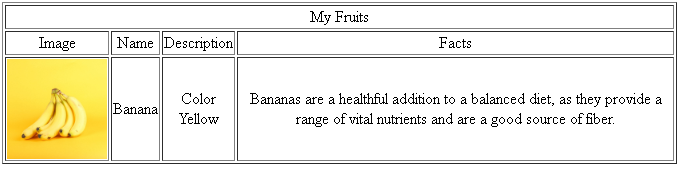 My Fruits
Image Name Description Facts
Banana
Color
Yellow
Bananas are a healthful addition to a balanced diet, as they provide a
range of vital nutrients and are a good source of fiber.